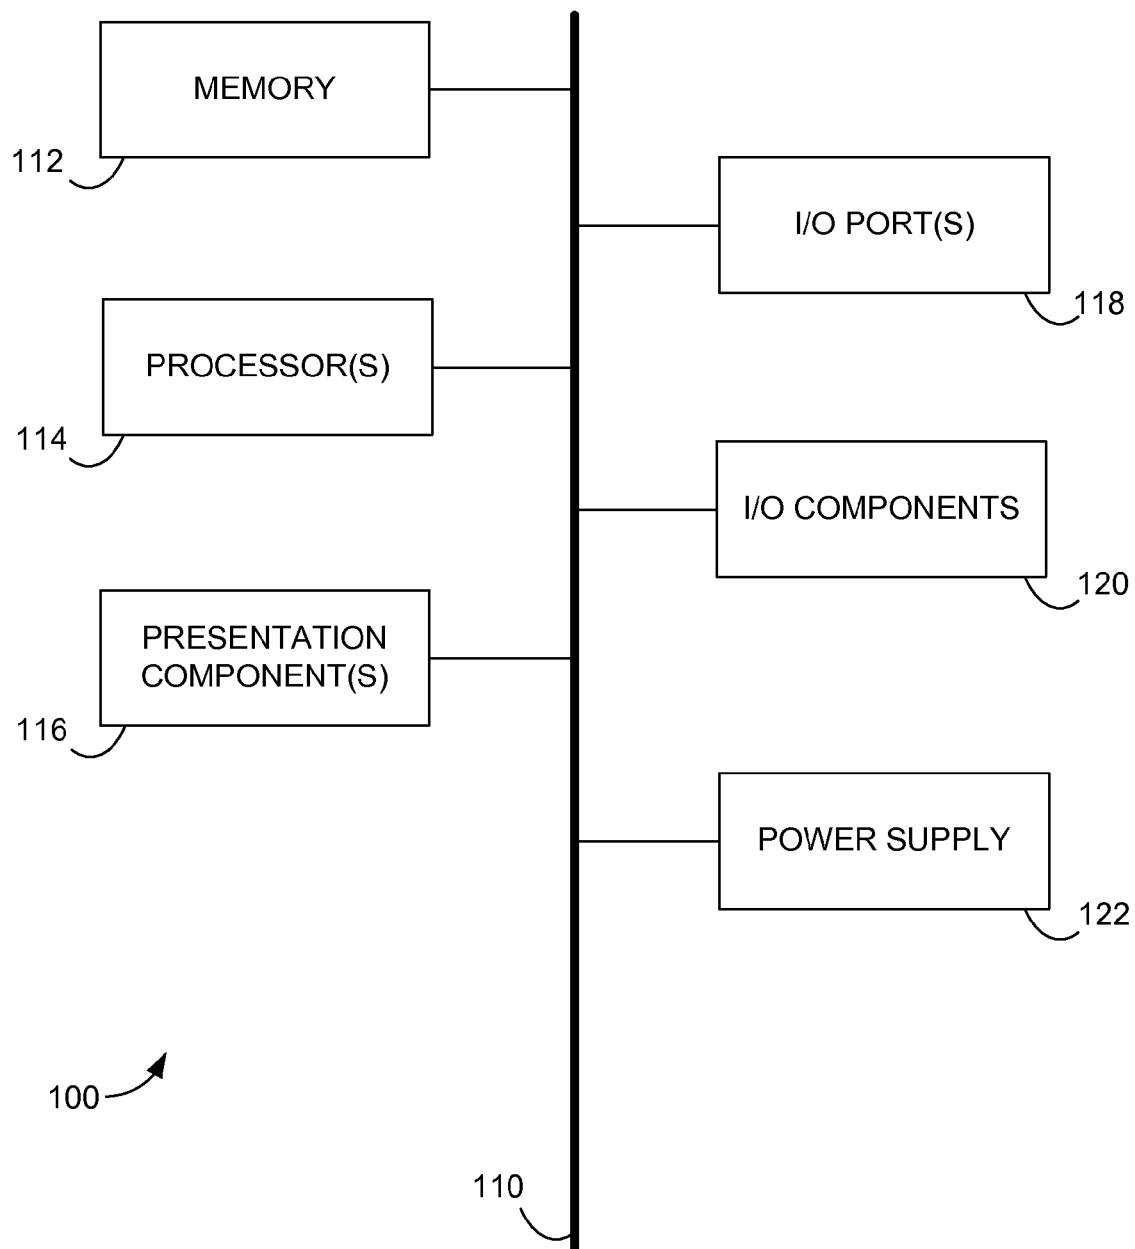 MEMORY
112
I/O PORT(S)
118
PROCESSOR(S)
114
I/O COMPONENTS
120
PRESENTATION
COMPONENT(S)
116
POWER SUPPLY
122
100
110